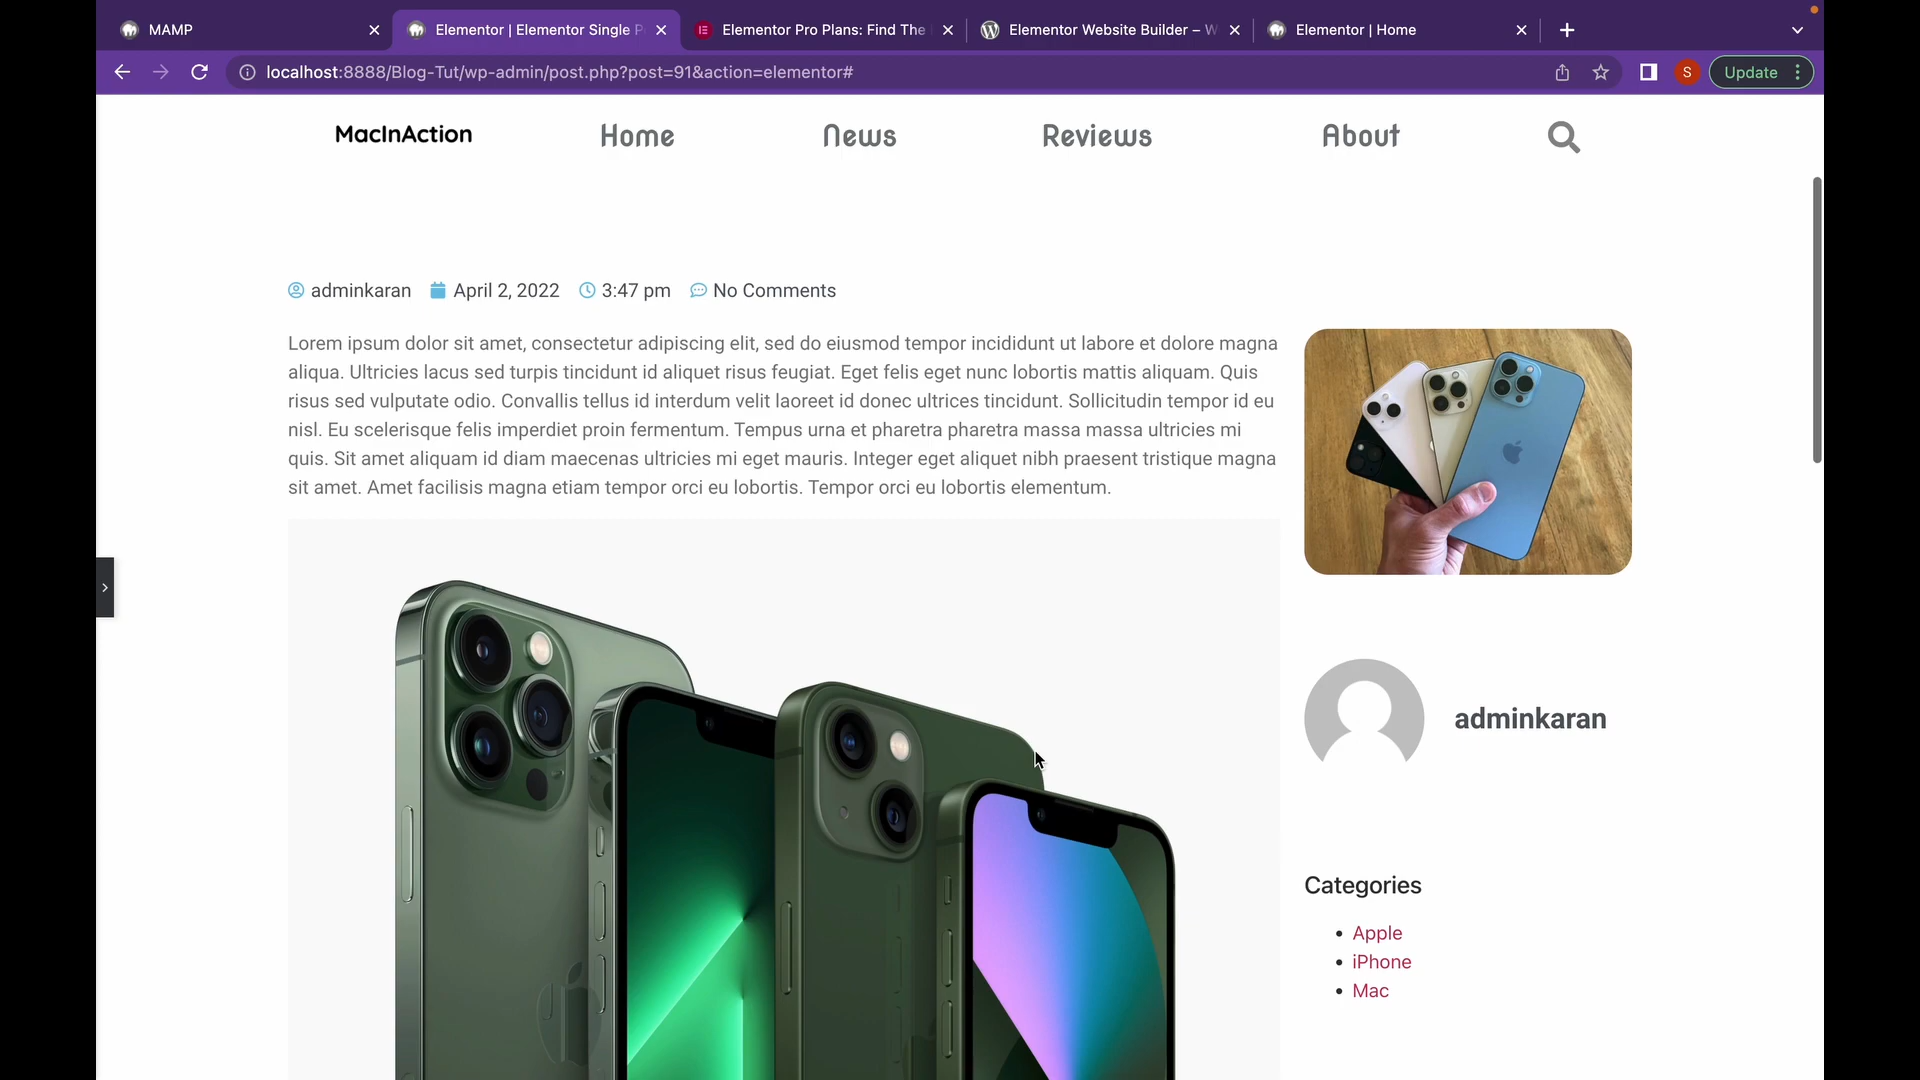 MAMP
Elementor | Elementor Single P
Elementor Pro Plans: Find The
Elementor Website Builder – W
Elementor | Home
localhost:8888/Blog-Tut/wp-admin/post.php?post=91&action=elementor#
S
Update
MacInAction
Home
News
Reviews
About
adminkaran
April 2, 2022
3:47 pm
No Comments
Lorem ipsum dolor sit amet, consectetur adipiscing elit, sed do eiusmod tempor incididunt ut labore et dolore magna
aliqua. Ultricies lacus sed turpis tincidunt id aliquet risus feugiat. Eget felis eget nunc lobortis mattis aliquam. Quis
risus sed vulputate odio. Convallis tellus id interdum velit laoreet id donec ultrices tincidunt. Sollicitudin tempor id eu
nisl. Eu scelerisque felis imperdiet proin fermentum. Tempus urna et pharetra pharetra massa massa ultricies mi
quis. Sit amet aliquam id diam maecenas ultricies mi eget mauris. Integer eget aliquet nibh praesent tristique magna
sit amet. Amet facilisis magna etiam tempor orci eu lobortis. Tempor orci eu lobortis elementum.
adminkaran
Categories
Apple
iPhone
Mac